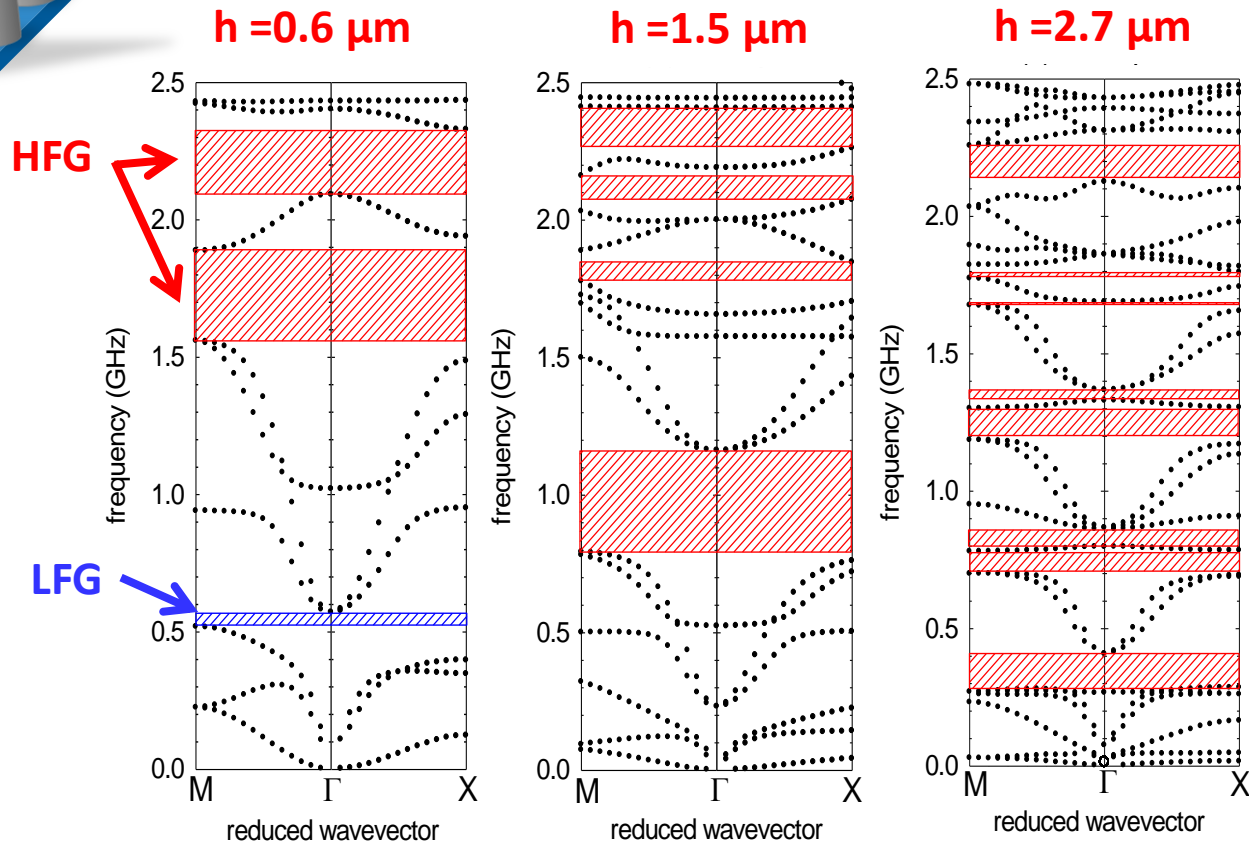 h =0.6 µm
h =1.5 µm
h =2.7 µm
HFG
LFG
frequency (GHz)
2.5
2.0
1.5
1.0
0.5
0.0
M Γ X
reduced wavevector
frequency (GHz)
2.5
2.0
1.5
1.0
0.5
0.0
M Γ X
reduced wavevector
frequency (GHz)
2.5
2.0
1.5
1.0
0.5
0.0
M Γ X
reduced wavevector